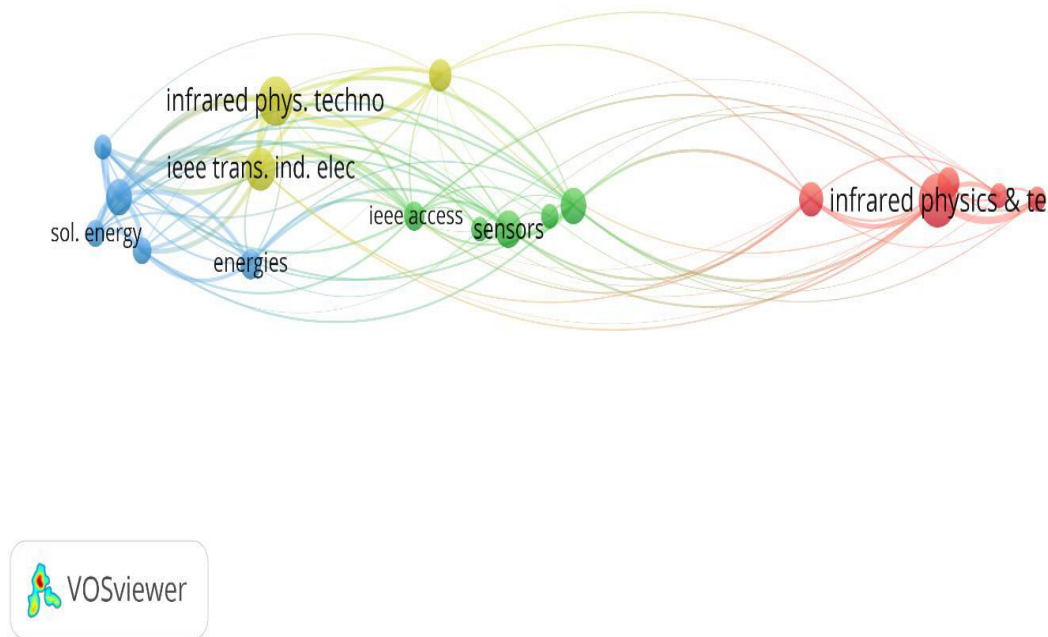 infrared phys. techno
ieee trans. ind. elec
ieee access
sol. energy
sensors
energies
infrared physics & te
VOSviewer